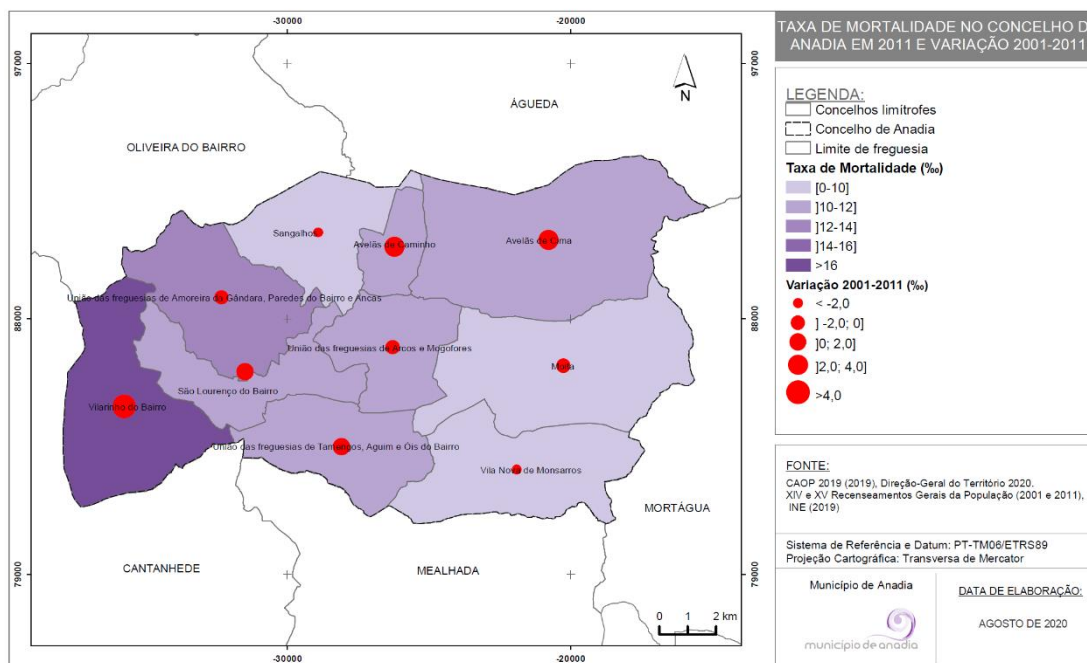 -30000
-20000
TAXA DE MORTALIDADE NO CONCELHO D
ANADIA EM 2011 E VARIAÇÃO 2001-2011
97000
97000
N
ÁGUEDA
OLIVEIRA DO BAIRRO
Sangalhos
Avelãs de Caminho
Avelãs de Cima
União das freguesias de Amoreira da Gândara, Paredes do Bairro e Ancas
88000
88000
União das freguesias de Arcos e Mogofores
Moita
São Lourenço do Bairro
Vilarinho do Bairro
União das freguesias de Tamengos, Aguim e Óis do Bairro
Vila Nova de Monsarros
MORTÁGUA
CANTANHEDE
MEALHADA
79000
79000
0 1 2 km
-30000
-20000
LEGENDA:
Concelhos limítrofes
Concelho de Anadia
Limite de freguesia
Taxa de Mortalidade (‰)
]0-10]
]10-12]
]12-14]
]14-16]
>16
Variação 2001-2011 (‰)
< -2,0
] -2,0; 0]
]0; 2,0]
]2,0; 4,0]
>4,0
FONTE:
CAOP 2019 (2019), Direção-Geral do Território 2020.
XIV e XV Recenseamentos Gerais da População (2001 e 2011),
INE (2019)
Sistema de Referência e Datum: PT-TM06/ETRS89
Projeção Cartográfica: Transversa de Mercator
Município de Anadia
município de anadia
DATA DE ELABORAÇÃO:
AGOSTO DE 2020